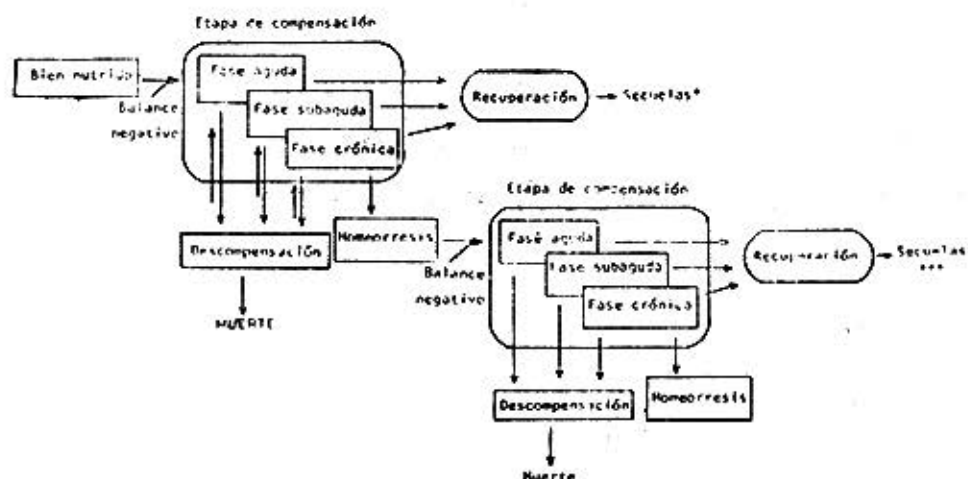 Etapa de compensación
Bien nutrido
Fase aguda
Fase subaguda
Fase crónica
Balance
negativo
Recuperación
Secuelas*
Descompensación
Homeorresis
MUERTE
Etapa de compensación
Balance
negativo
Fase aguda
Fase subaguda
Fase crónica
Recuperación
Secuelas
***
Descompensación
Homeorresis
Muerte